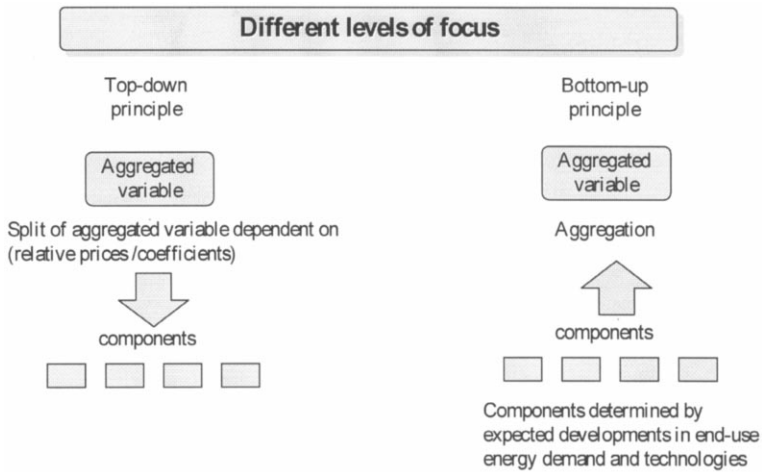 Different levels of focus
Top-down
principle
Aggregated
variable
Split of aggregated variable dependent on
(relative prices/coefficients)
components
Bottom-up
principle
Aggregated
variable
Aggregation
components
Components determined by
expected developments in end-use
energy demand and technologies